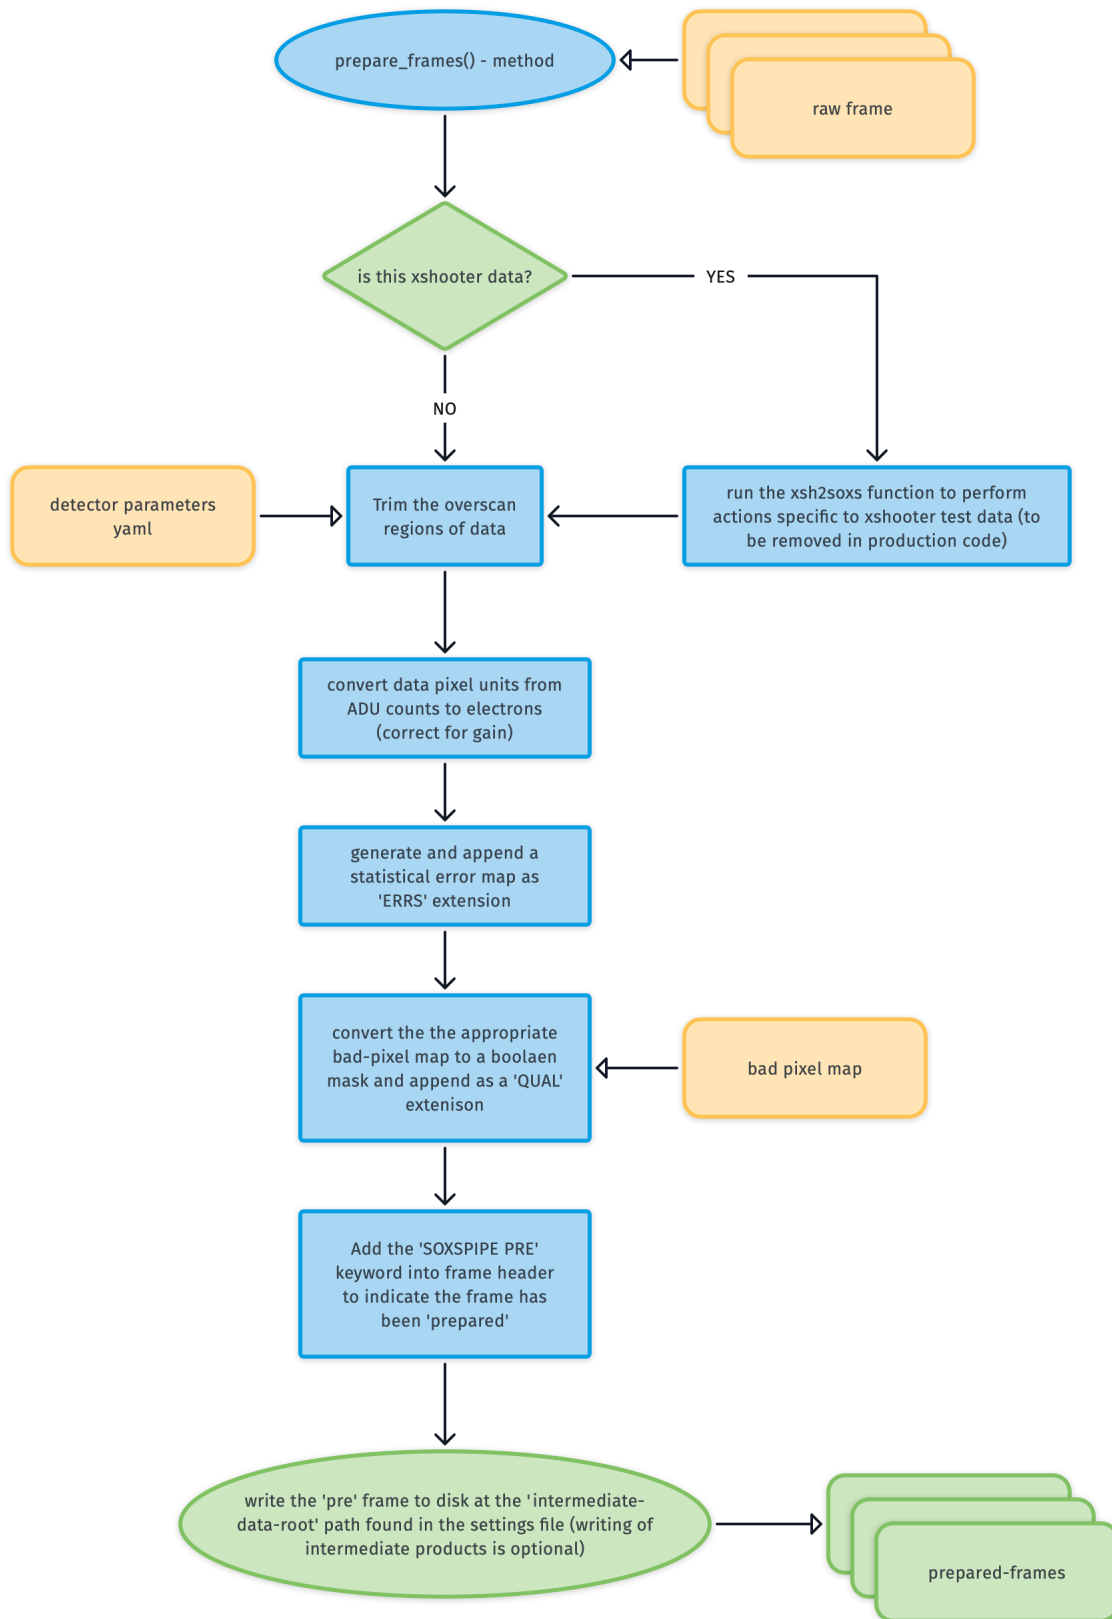 prepare_frames() - method
raw frame
is this xshooter data?
YES
NO
detector parameters
yaml
Trim the overscan
regions of data
run the xsh2soxs function to perform
actions specific to xshooter test data (to
be removed in production code)
convert data pixel units from
ADU counts to electrons
(correct for gain)
generate and append a
statistical error map as
'ERRS' extension
convert the the appropriate
bad-pixel map to a boolaen
mask and append as a 'QUAL'
extenison
bad pixel map
Add the 'SOXSPIPE PRE'
keyword into frame header
to indicate the frame has
been 'prepared'
write the 'pre' frame to disk at the 'intermediate-
data-root' path found in the settings file (writing of
intermediate products is optional)
prepared-frames